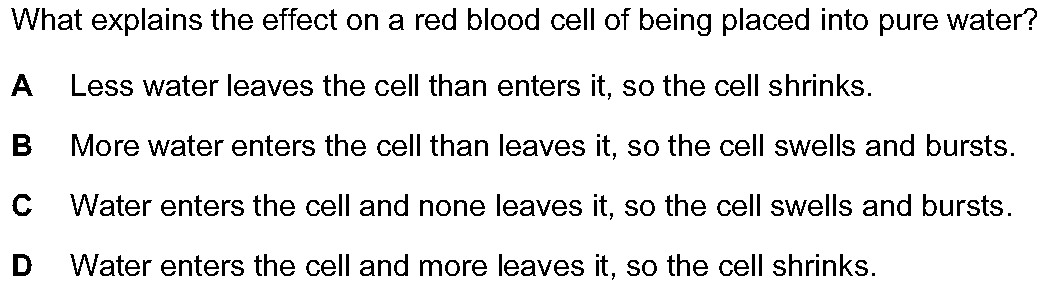 What explains the effect on a red blood cell of being placed into pure water?
A Less water leaves the cell than enters it, so the cell shrinks.
B More water enters the cell than leaves it, so the cell swells and bursts.
C Water enters the cell and none leaves it, so the cell swells and bursts.
D Water enters the cell and more leaves it, so the cell shrinks.